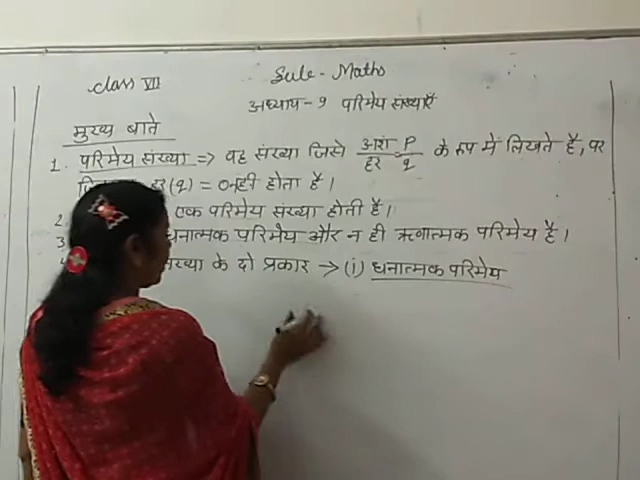 Class VII Sub- Maths
अध्याय- 9 परिमेय संख्याएँ
मुख्य बाते
1. परिमेय संख्या => वह संख्या जिसे अंश/हर = P/q के रूप में लिखते है, पर
हर (q) = 0 नही होता है।
2 एक परिमेय संख्या होती है।
3 धनात्मक परिमेय और न ही ऋणात्मक परिमेय है।
संख्या के दो प्रकार → (i) धनात्मक परिमेय